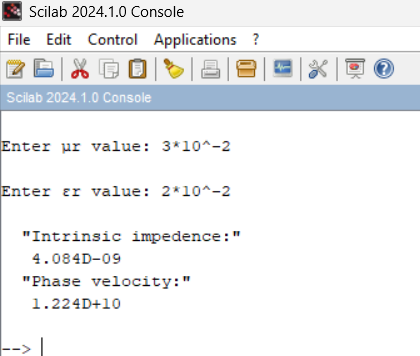 Scilab 2024.1.0 Console
File Edit Control Applications ?
Scilab 2024.1.0 Console
Enter μr value: 3*10^-2
Enter εr value: 2*10^-2
"Intrinsic impedence:"
4.084D-09
"Phase velocity:"
1.224D+10
-->